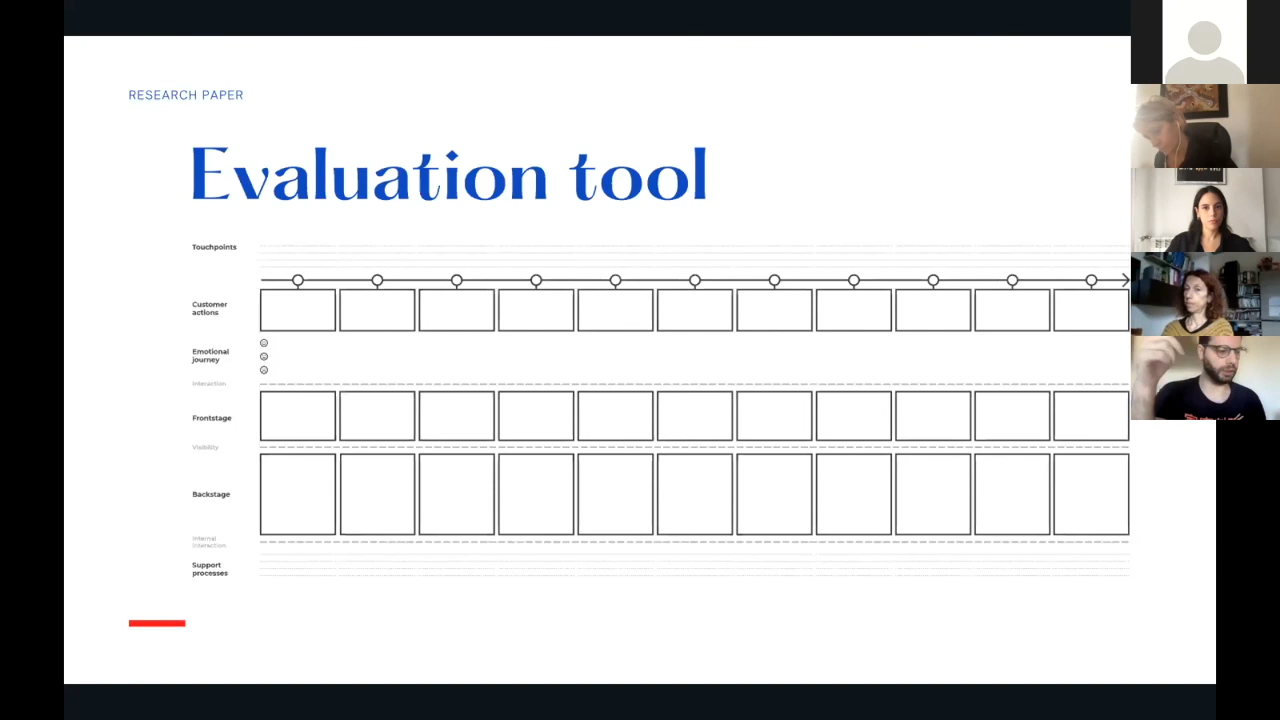 RESEARCH PAPER
Evaluation tool
Touchpoints
Customer
actions
Emotional
journey
Interaction
Frontstage
Visibility
Backstage
Internal
interaction
Support
processes